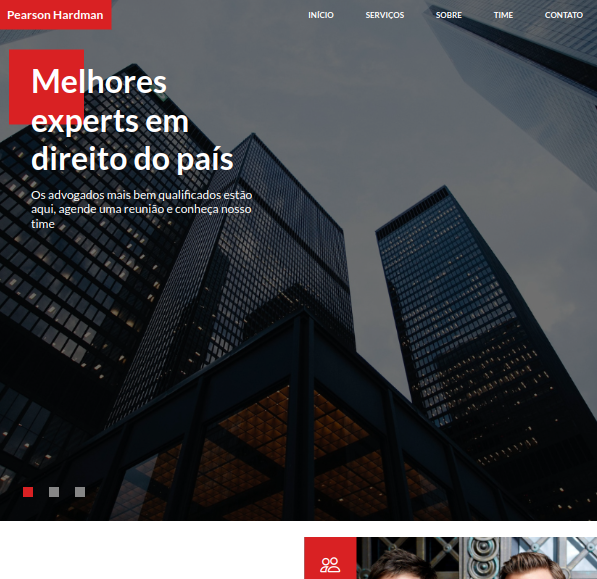 Pearson Hardman
INÍCIO SERVIÇOS SOBRE TIME CONTATO
Melhores
experts em
direito do país
Os advogados mais bem qualificados estão
aqui, agende uma reunião e conheça nosso
time